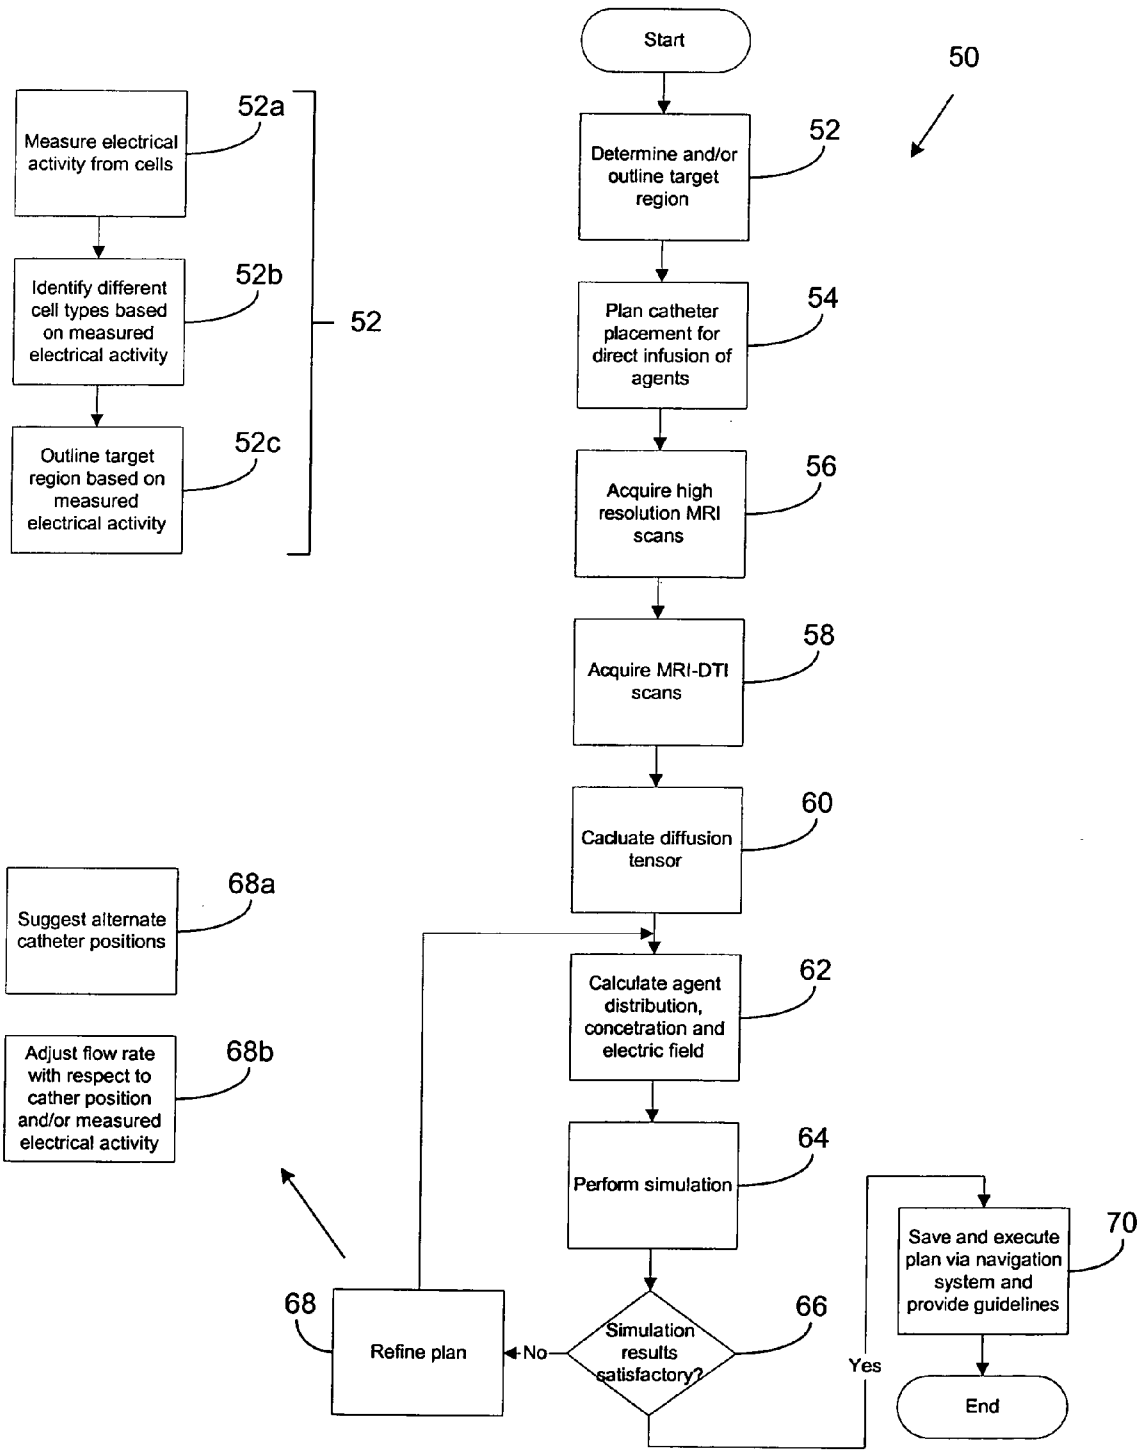 Start
50
52
Determine and/or
outline target
region
52a
Measure electrical
activity from cells
52b
Identify different
cell types based
on measured
electrical activity
52
52c
Outline target
region based on
measured
electrical activity
54
Plan catheter
placement for
direct infusion of
agents
56
Acquire high
resolution MRI
scans
58
Acquire MRI-DTI
scans
60
Cacluate diffusion
tensor
62
Calculate agent
distribution,
concetration and
electric field
64
Perform simulation
66
Simulation
results
satisfactory?
No
Yes
68
Refine plan
68a
Suggest alternate
catheter positions
68b
Adjust flow rate
with respect to
cather position
and/or measured
electrical activity
70
Save and execute
plan via navigation
system and
provide guidelines
End